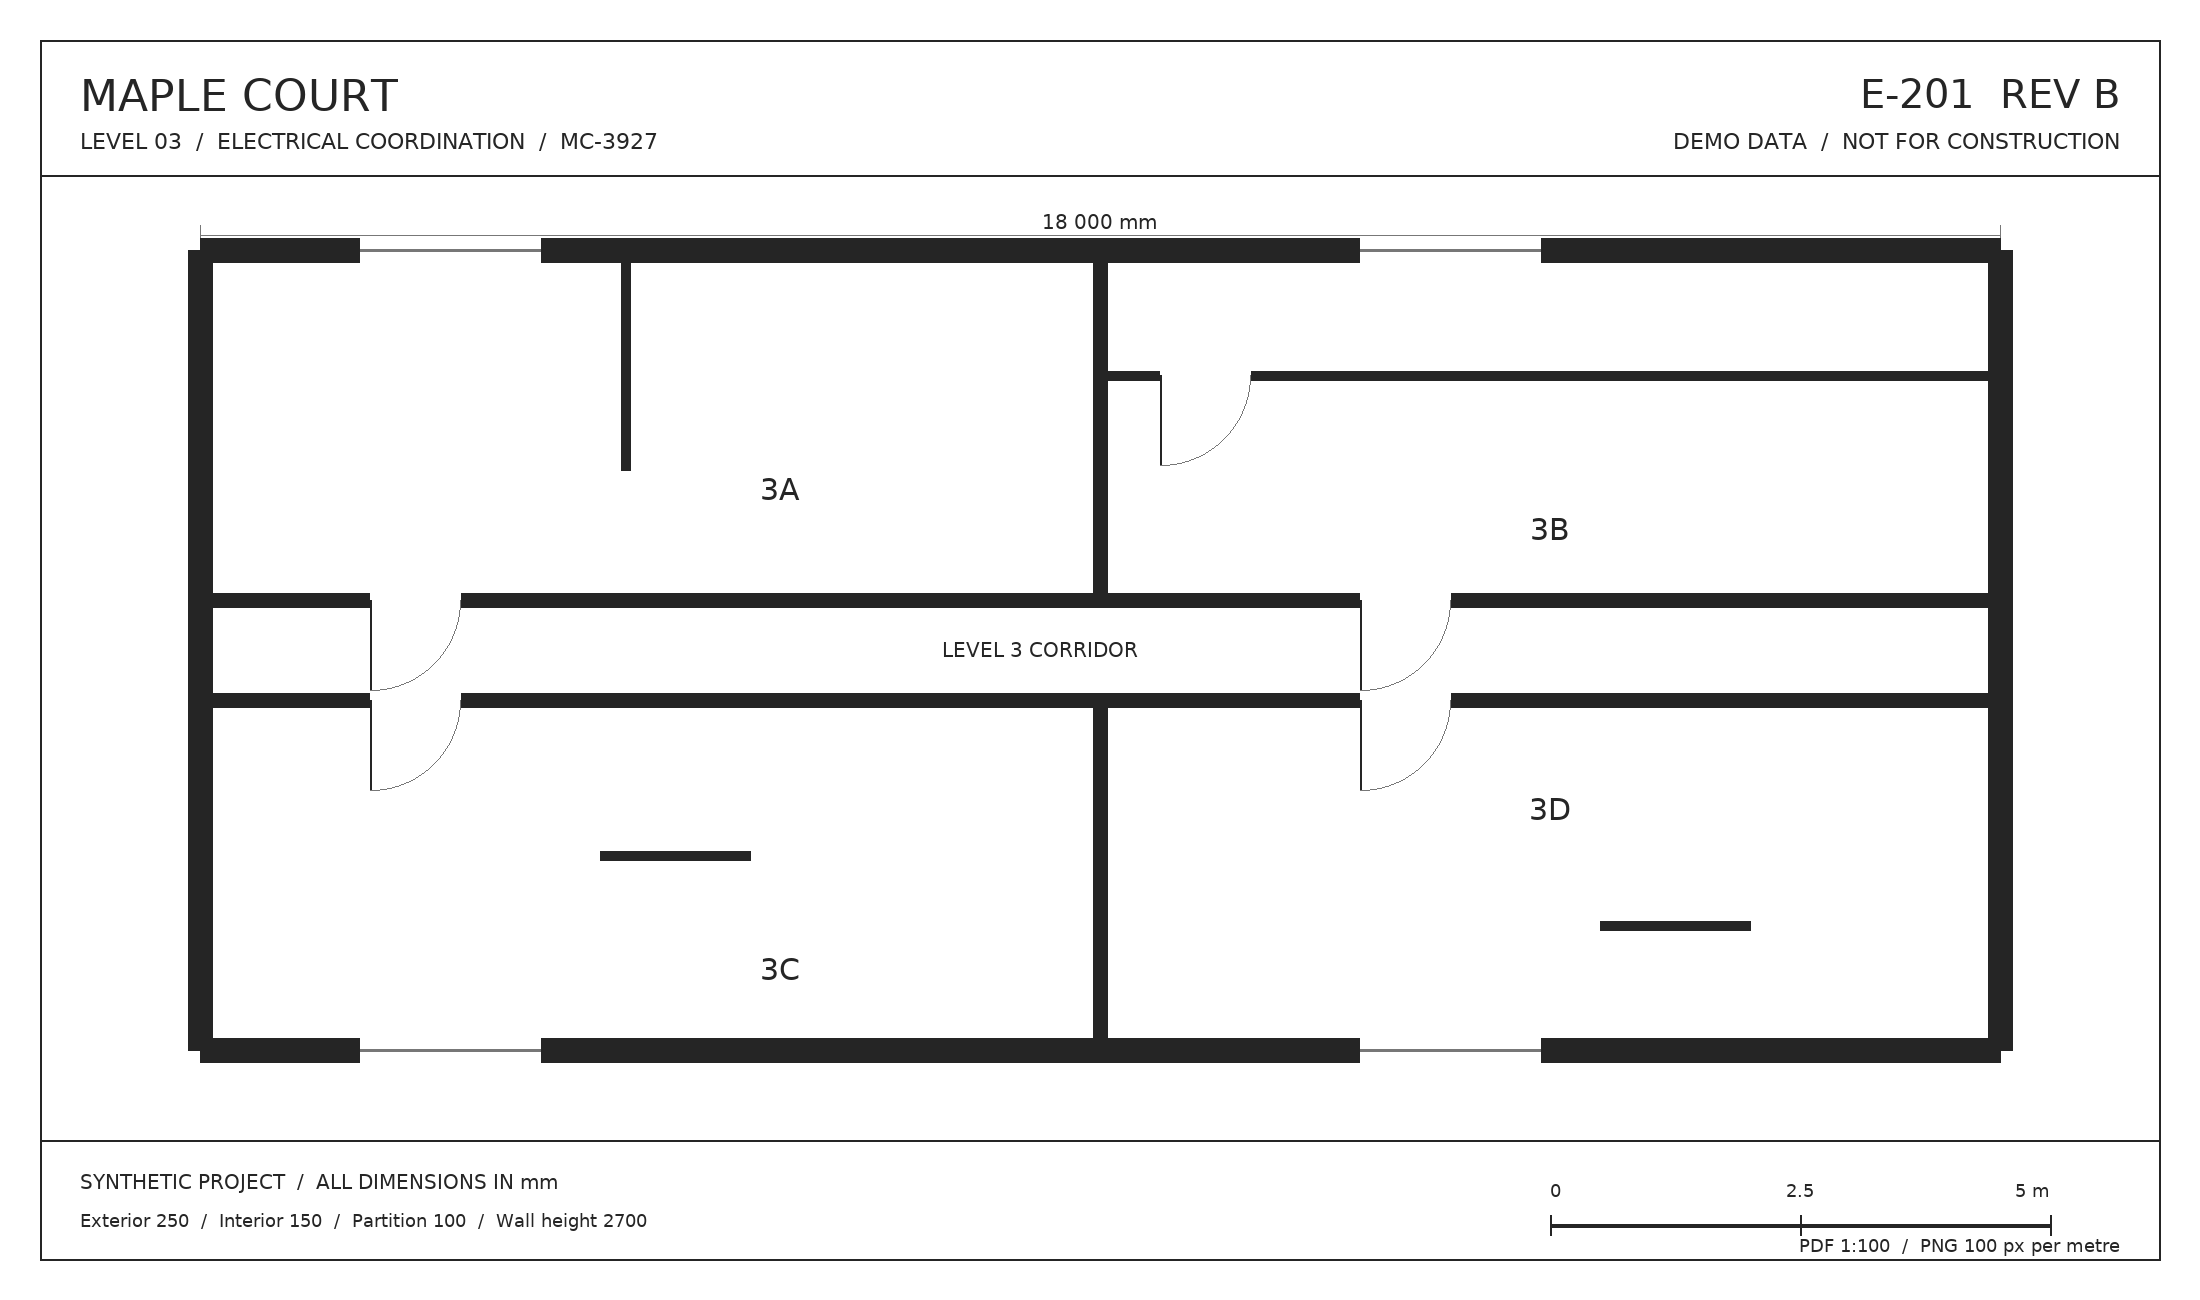 MAPLE COURT
E-201 REV B
LEVEL 03 / ELECTRICAL COORDINATION / MC-3927
DEMO DATA / NOT FOR CONSTRUCTION
18 000 mm
3A
3B
LEVEL 3 CORRIDOR
3D
3C
SYNTHETIC PROJECT / ALL DIMENSIONS IN mm
Exterior 250 / Interior 150 / Partition 100 / Wall height 2700
0 2.5 5 m
PDF 1:100 / PNG 100 px per metre